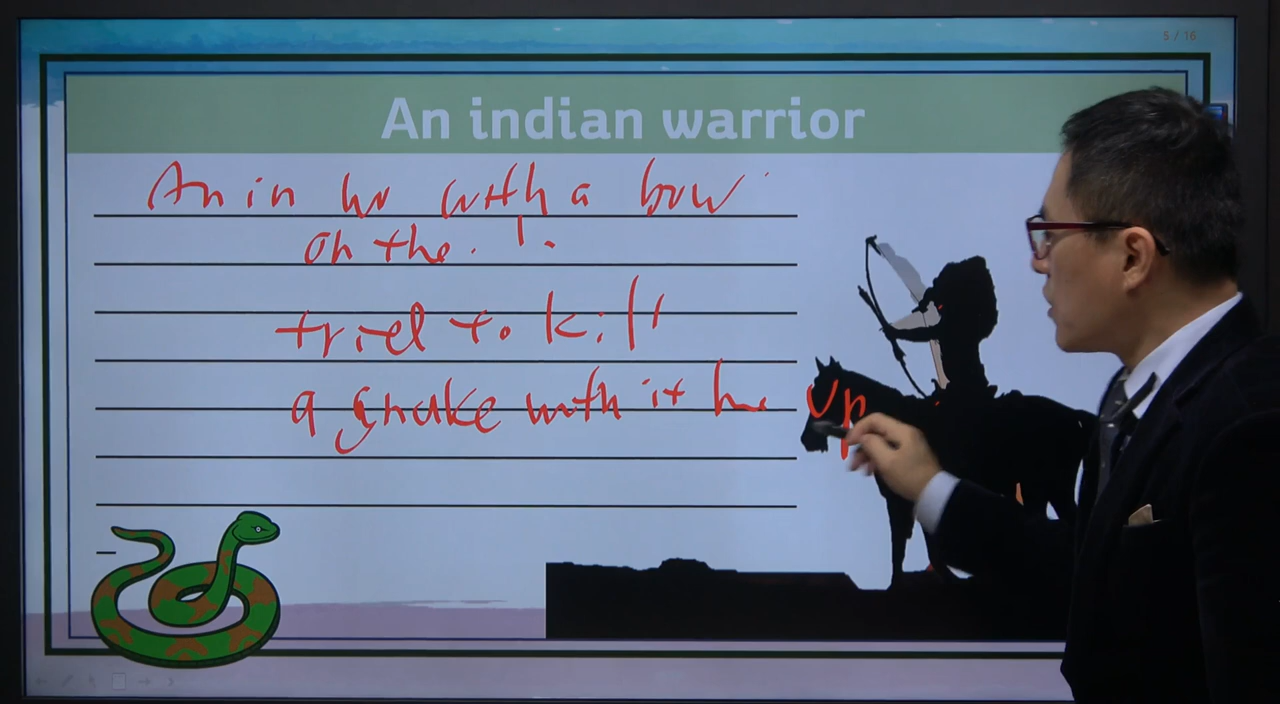 5 / 16
An indian warrior
An in ho with a bow
on the
tried to kill
a snake with it he up